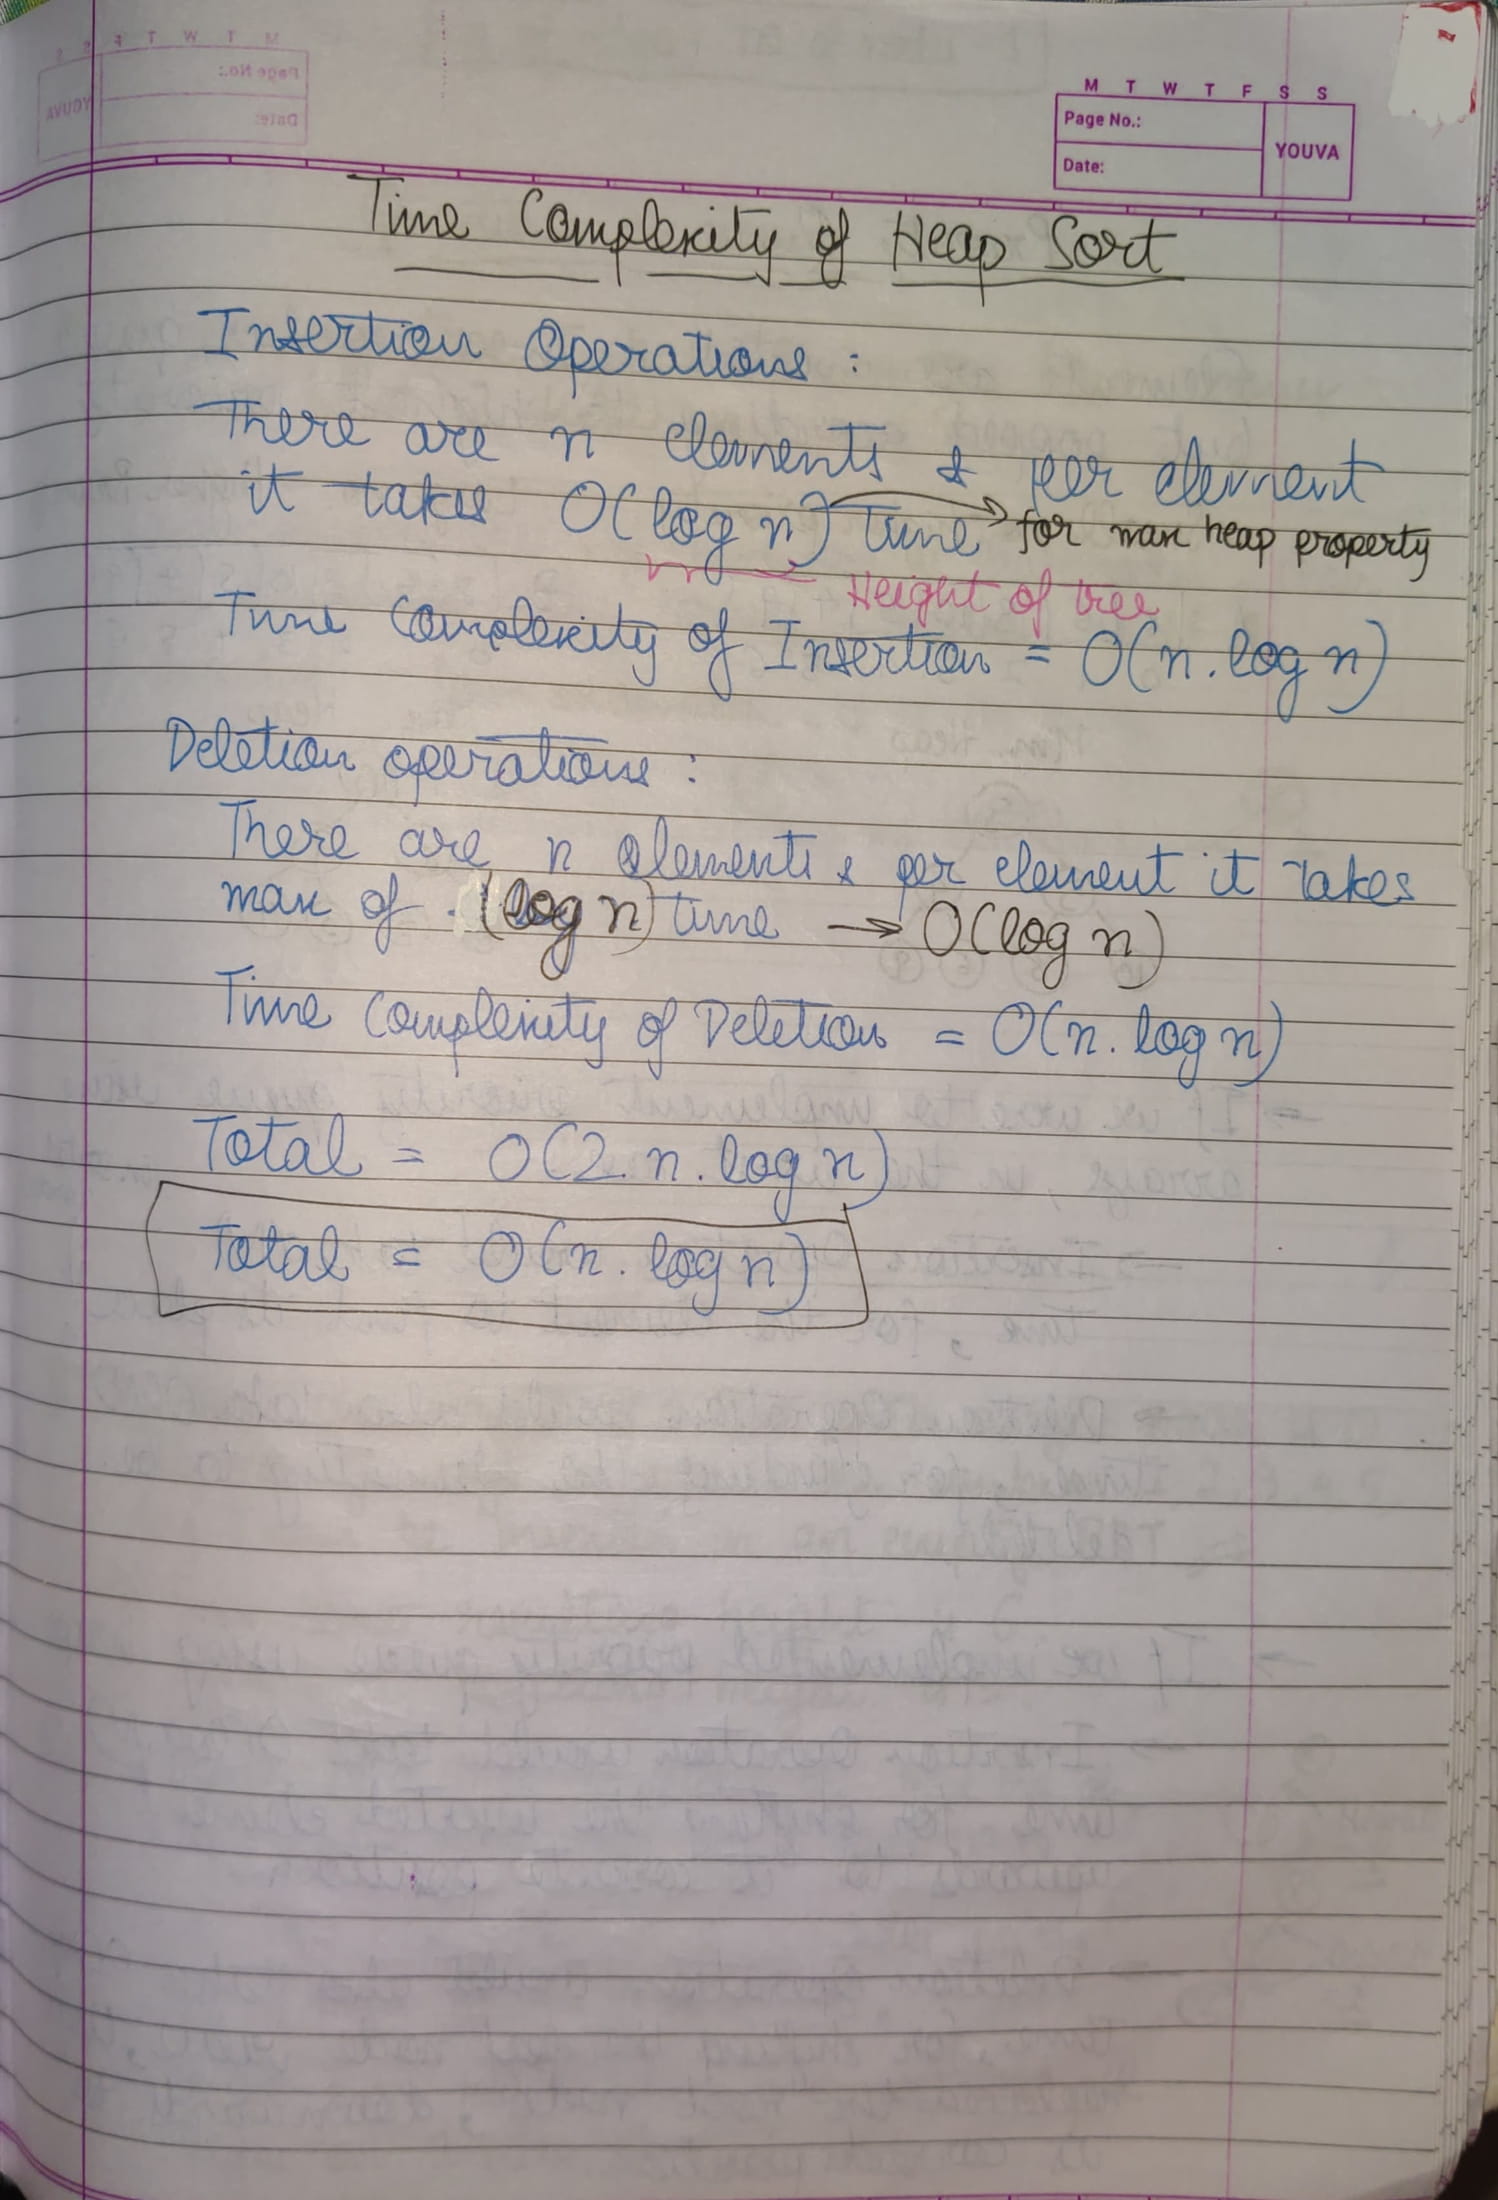 M T W T F S S
Page No.:
Date:
YOUVA
Time Complexity of Heap Sort
Insertion Operations :
There are n elements & per element
it takes O(log n) time → for max heap property
Height of tree
Time Complexity of Insertion = O(n. log n)
Deletion operations :
There are n elements & per element it takes
max of (log n) time → O(log n)
Time Complexity of Deletion = O(n. log n)
Total = O(2. n. log n)
Total = O(n. log n)